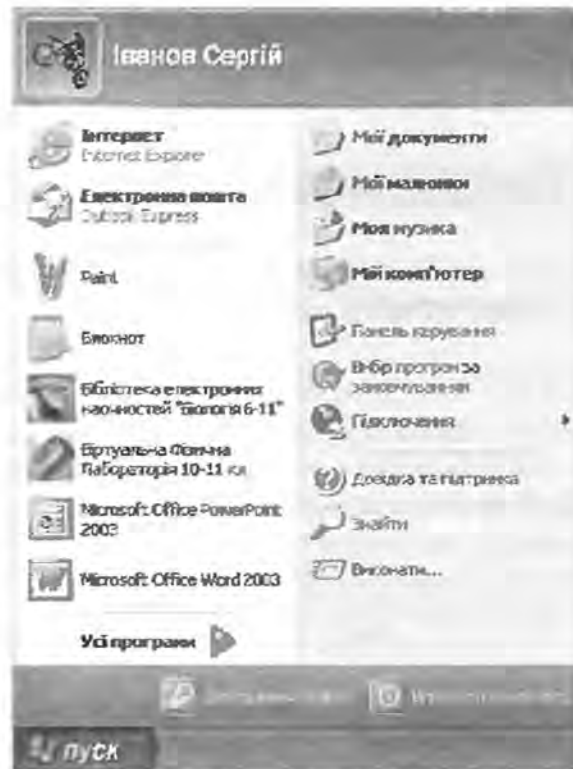 Іванов Сергій
Інтернет
Internet Explorer
Електронна пошта
Outlook Express
Paint
Блокнот
Бібліотека електронних
наочностей "Біологія 6-11"
Віртуальна Фізична
Лабораторія 10-11 кл
Microsoft Office PowerPoint
2003
Microsoft Office Word 2003
Усі програми
Мої документи
Мої малюнки
Моя музика
Мій комп'ютер
Панель керування
Вибір програм за
замовчуванням
Підключення
Довідка та підтримка
Знайти
Виконати...
пуск